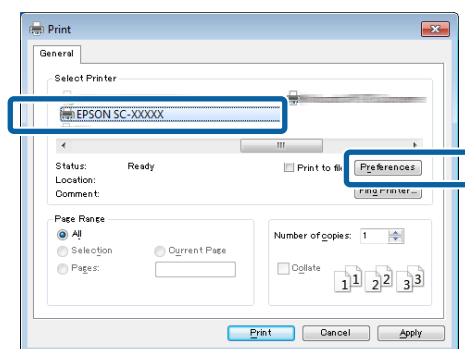 Print
General
Select Printer
EPSON SC-XXXXX
Status: Ready
Print to
Preferences
Location:
Comment:
Find Printer...
Page Range
All
Selection Current Page
Pages:
Number of copies: 1
Collate
1 1 2 2 3 3
Print Cancel Apply